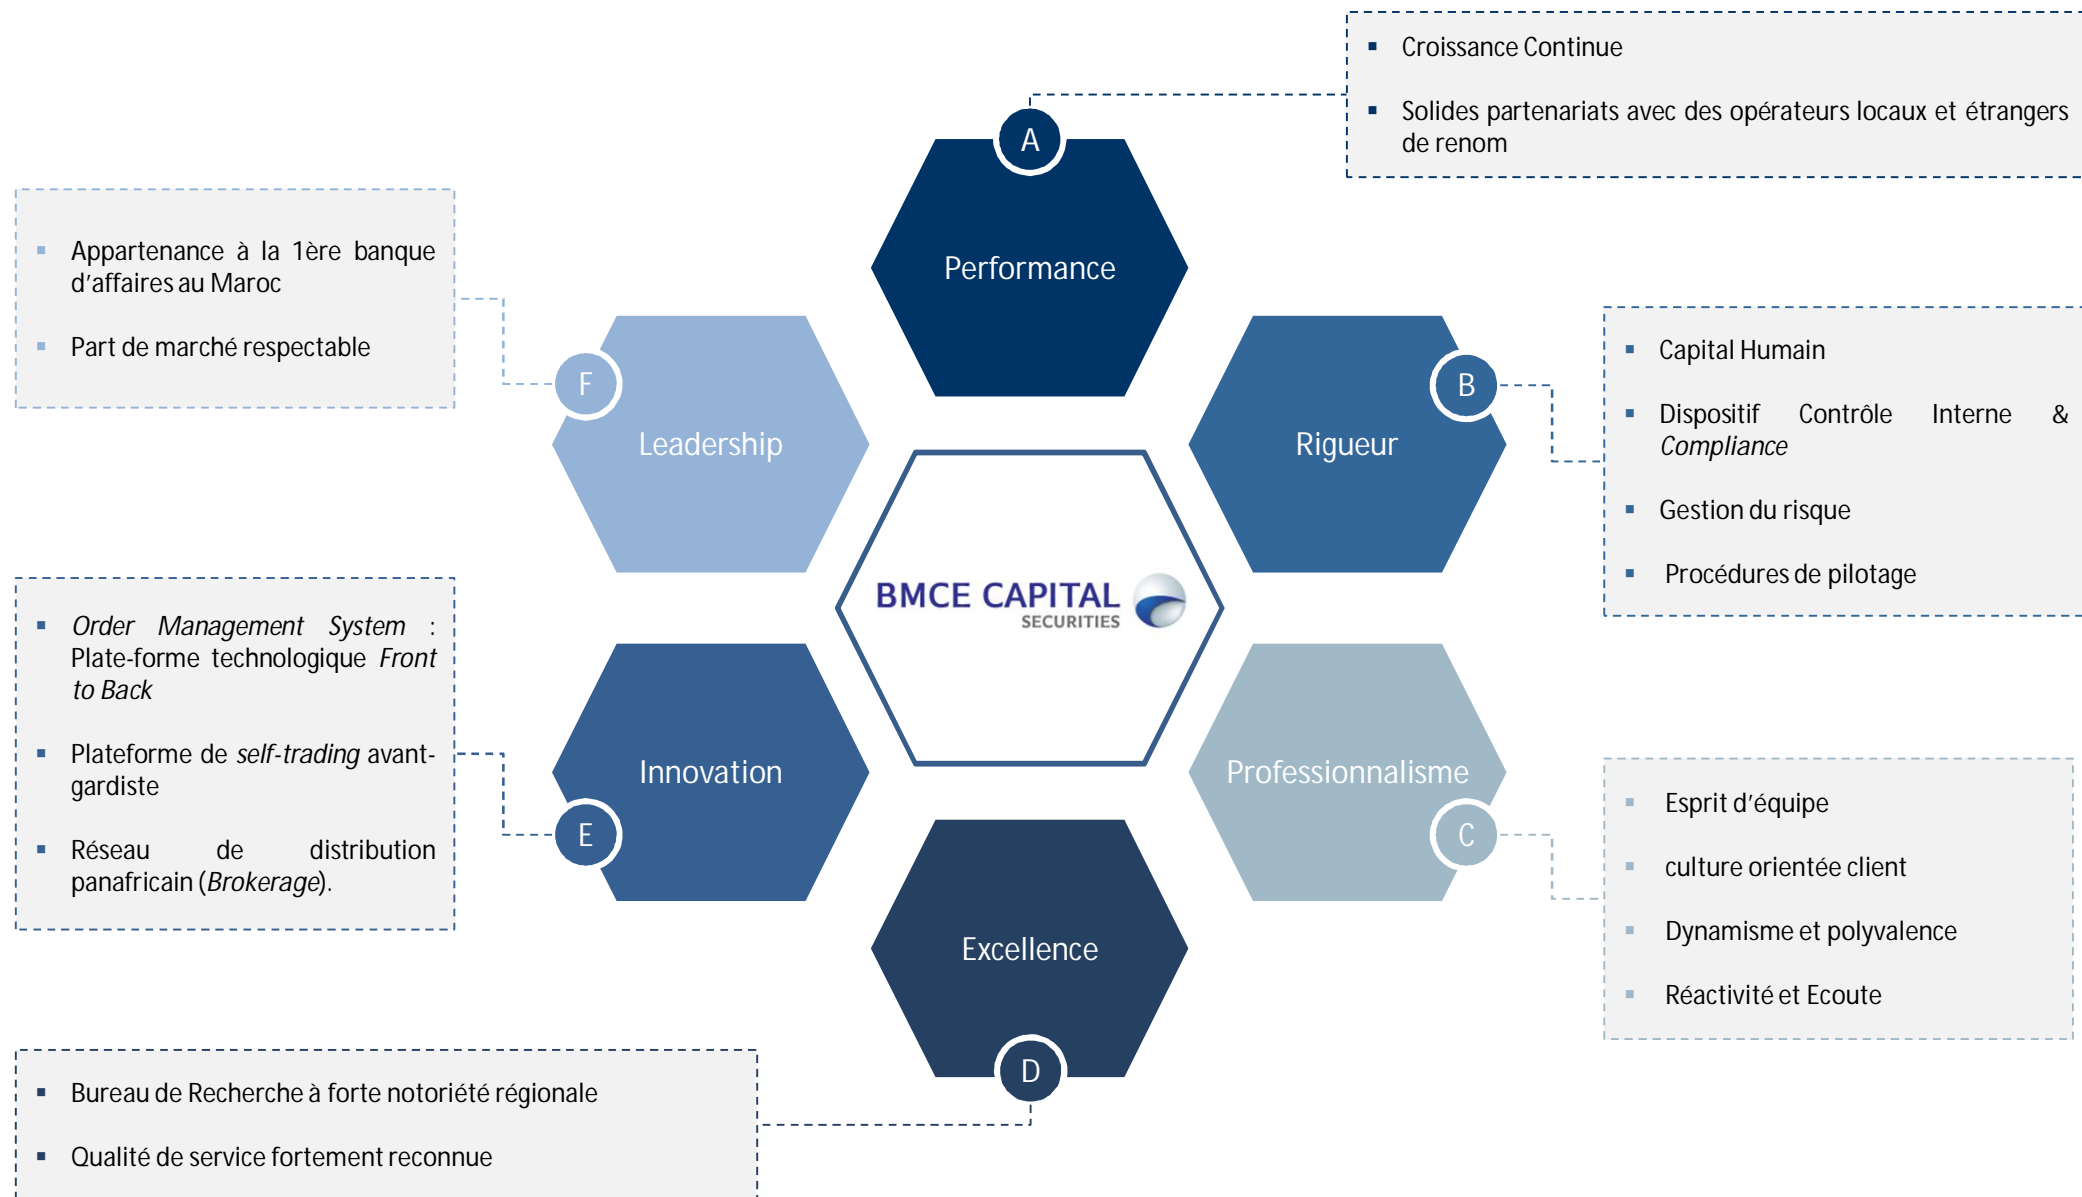 A
Performance
Croissance Continue
Solides partenariats avec des opérateurs locaux et étrangers
de renom
B
Rigueur
Capital Humain
Dispositif Contrôle Interne &
Compliance
Gestion du risque
Procédures de pilotage
C
Professionnalisme
Esprit d'équipe
culture orientée client
Dynamisme et polyvalence
Réactivité et Ecoute
D
Excellence
Bureau de Recherche à forte notoriété régionale
Qualité de service fortement reconnue
E
Innovation
Order Management System :
Plate-forme technologique Front
to Back
Plateforme de self-trading avant-
gardiste
Réseau de distribution
panafricain (Brokerage).
F
Leadership
Appartenance à la 1ère banque
d'affaires au Maroc
Part de marché respectable
BMCE CAPITAL
SECURITIES